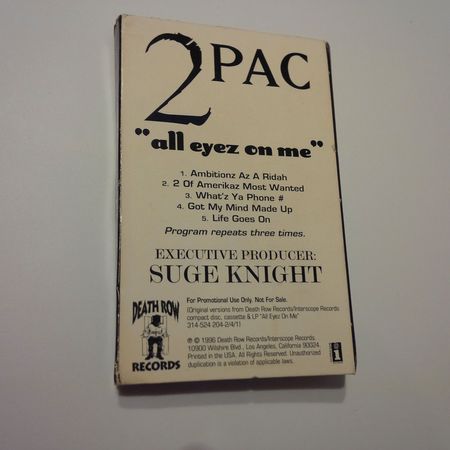 2PAC
"all eyez on me"
1. Ambitionz Az A Ridah
2. 2 Of Amerikaz Most Wanted
3. What'z Ya Phone #
4. Got My Mind Made Up
5. Life Goes On
Program repeats three times.
EXECUTIVE PRODUCER:
SUGE KNIGHT
For Promotional Use Only. Not For Sale.
(Original versions from Death Row Records/Interscope Records
compact disc, cassette & LP "All Eyez On Me"
314-524 204-2/4/1)
DEATH ROW
RECORDS
℗ © 1996 Death Row Records/Interscope Records.
10900 Wilshire Blvd., Los Angeles, California 90024.
Printed in the USA. All Rights Reserved. Unauthorized
duplication is a violation of applicable laws.